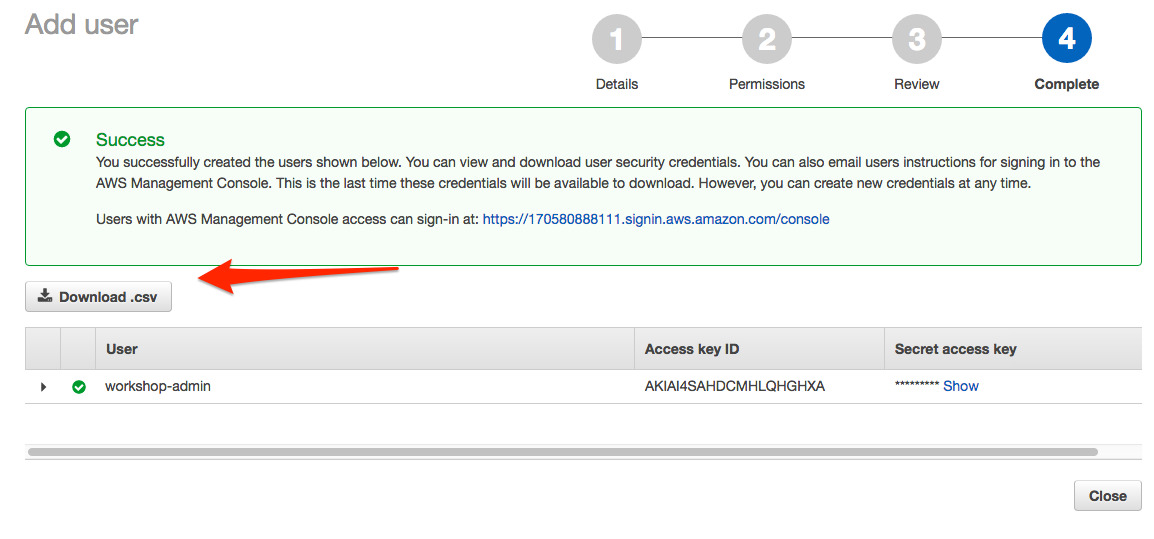 Add user
1
2
3
4
Details
Permissions
Review
Complete
Success
You successfully created the users shown below. You can view and download user security credentials. You can also email users instructions for signing in to the
AWS Management Console. This is the last time these credentials will be available to download. However, you can create new credentials at any time.
Users with AWS Management Console access can sign-in at: https://170580888111.signin.aws.amazon.com/console
Download .csv
User
Access key ID
Secret access key
workshop-admin
AKIAI4SAHDCMHLQHGHXA
********* Show
Close